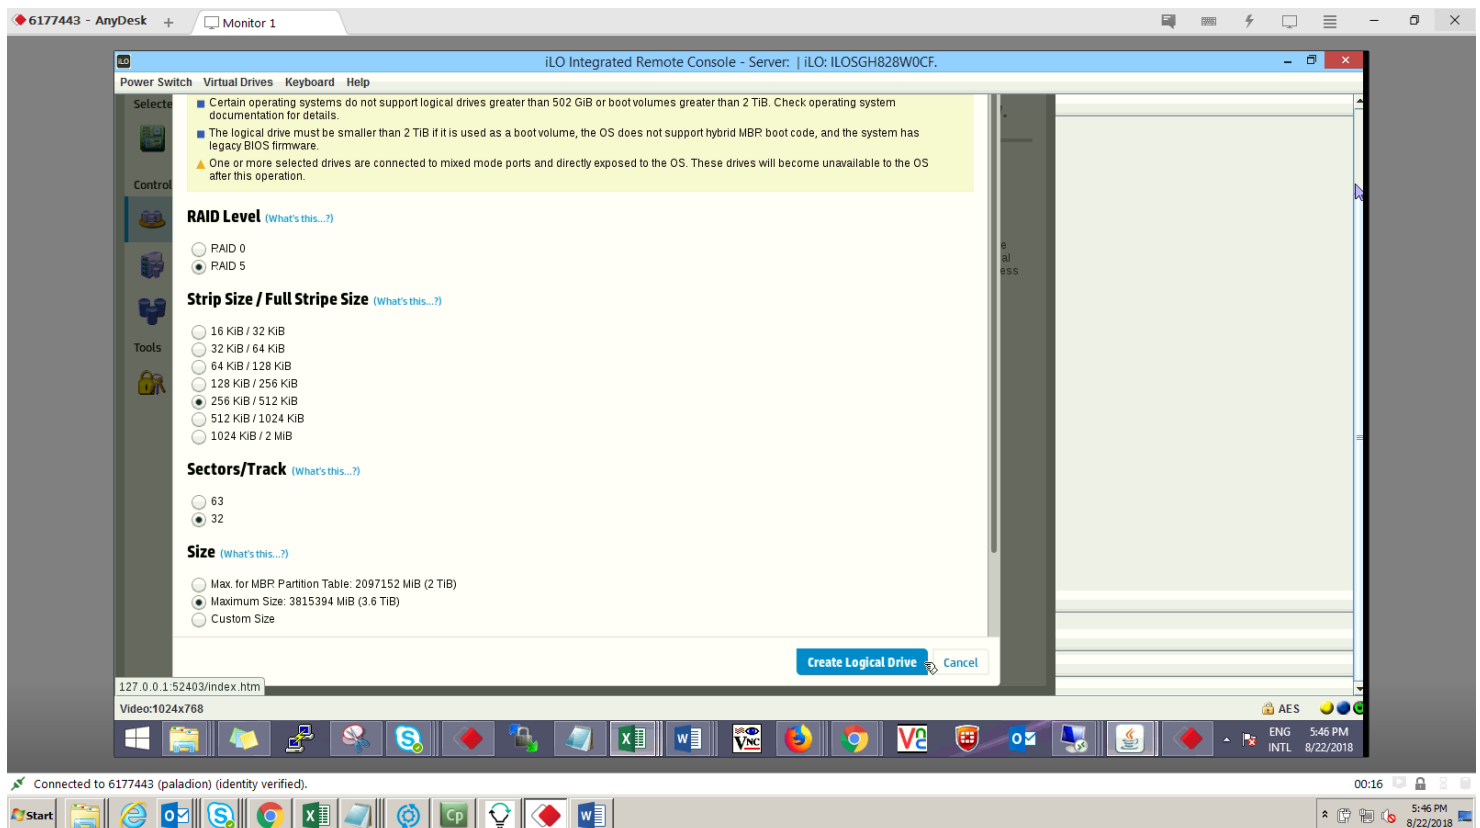 6177443 - AnyDesk
Monitor 1
iLO Integrated Remote Console - Server: | iLO: ILOSGH828W0CF.
Power Switch Virtual Drives Keyboard Help
Selecte
Certain operating systems do not support logical drives greater than 502 GiB or boot volumes greater than 2 TiB. Check operating system
documentation for details.
The logical drive must be smaller than 2 TiB if it is used as a boot volume, the OS does not support hybrid MBR boot code, and the system has
legacy BIOS firmware.
One or more selected drives are connected to mixed mode ports and directly exposed to the OS. These drives will become unavailable to the OS
after this operation.
Control
RAID Level (What's this...?)
RAID 0
RAID 5
e
al
ess
Strip Size / Full Stripe Size (What's this...?)
16 KiB / 32 KiB
Tools
32 KiB / 64 KiB
64 KiB / 128 KiB
128 KiB / 256 KiB
256 KiB / 512 KiB
512 KiB / 1024 KiB
1024 KiB / 2 MiB
Sectors/Track (What's this...?)
63
32
Size (What's this...?)
Max. for MBR Partition Table: 2097152 MiB (2 TiB)
Maximum Size: 3815394 MiB (3.6 TiB)
Custom Size
Create Logical Drive Cancel
127.0.0.1:52403/index.htm
Video:1024x768
AES
ENG 5:46 PM
INTL 8/22/2018
Connected to 6177443 (paladion) (identity verified).
00:16
Start
Cp
5:46 PM
8/22/2018